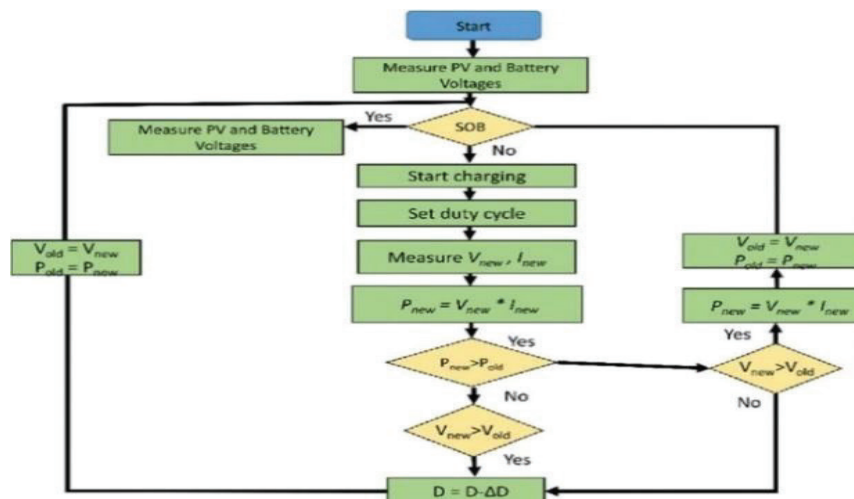 Start
Measure PV and Battery
Voltages
SOB
Yes
Measure PV and Battery
Voltages
No
Start charging
Set duty cycle
Measure Vnew, Inew
Pnew = Vnew * Inew
Yes
Pnew>Pold
No
Vnew>Vold
Yes
D = D-ΔD
Vold = Vnew
Pold = Pnew
Vold = Vnew
Pold = Pnew
Pnew = Vnew * Inew
Yes
Vnew>Vold
No